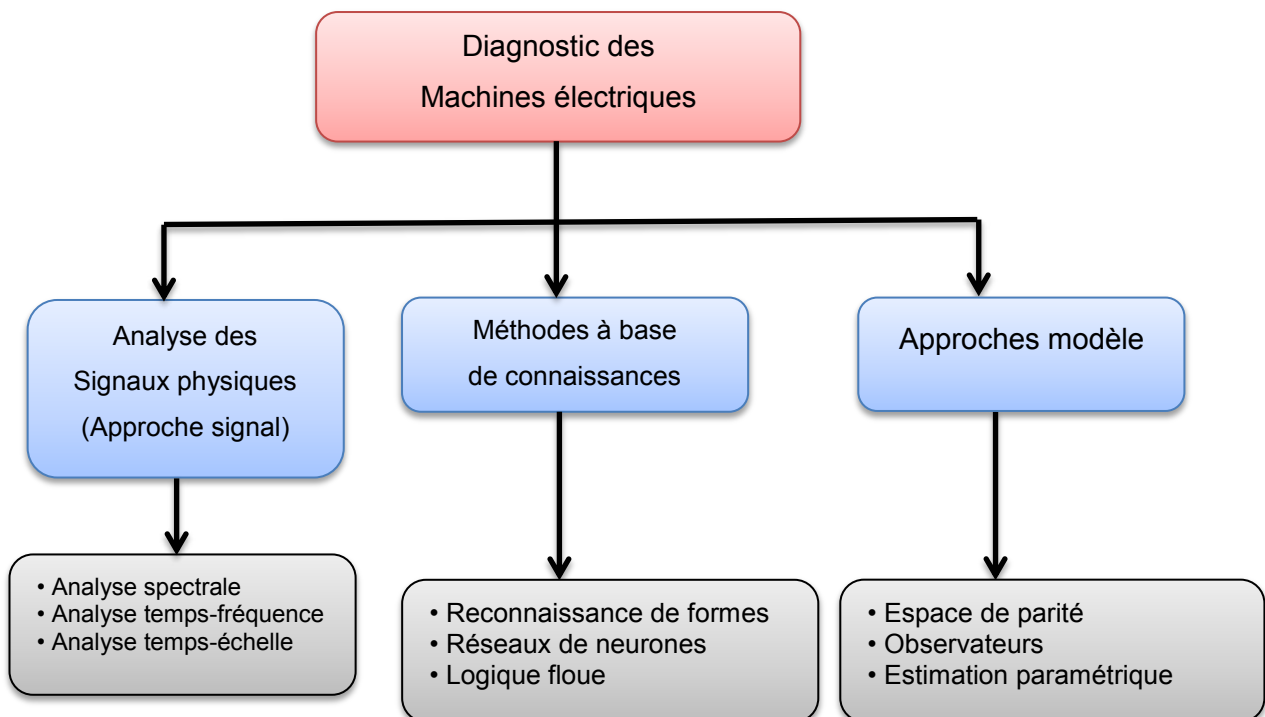 Diagnostic des
Machines électriques
Analyse des
Signaux physiques
(Approche signal)
Méthodes à base
de connaissances
Approches modèle
• Analyse spectrale
• Analyse temps-fréquence
• Analyse temps-échelle
• Reconnaissance de formes
• Réseaux de neurones
• Logique floue
• Espace de parité
• Observateurs
• Estimation paramétrique